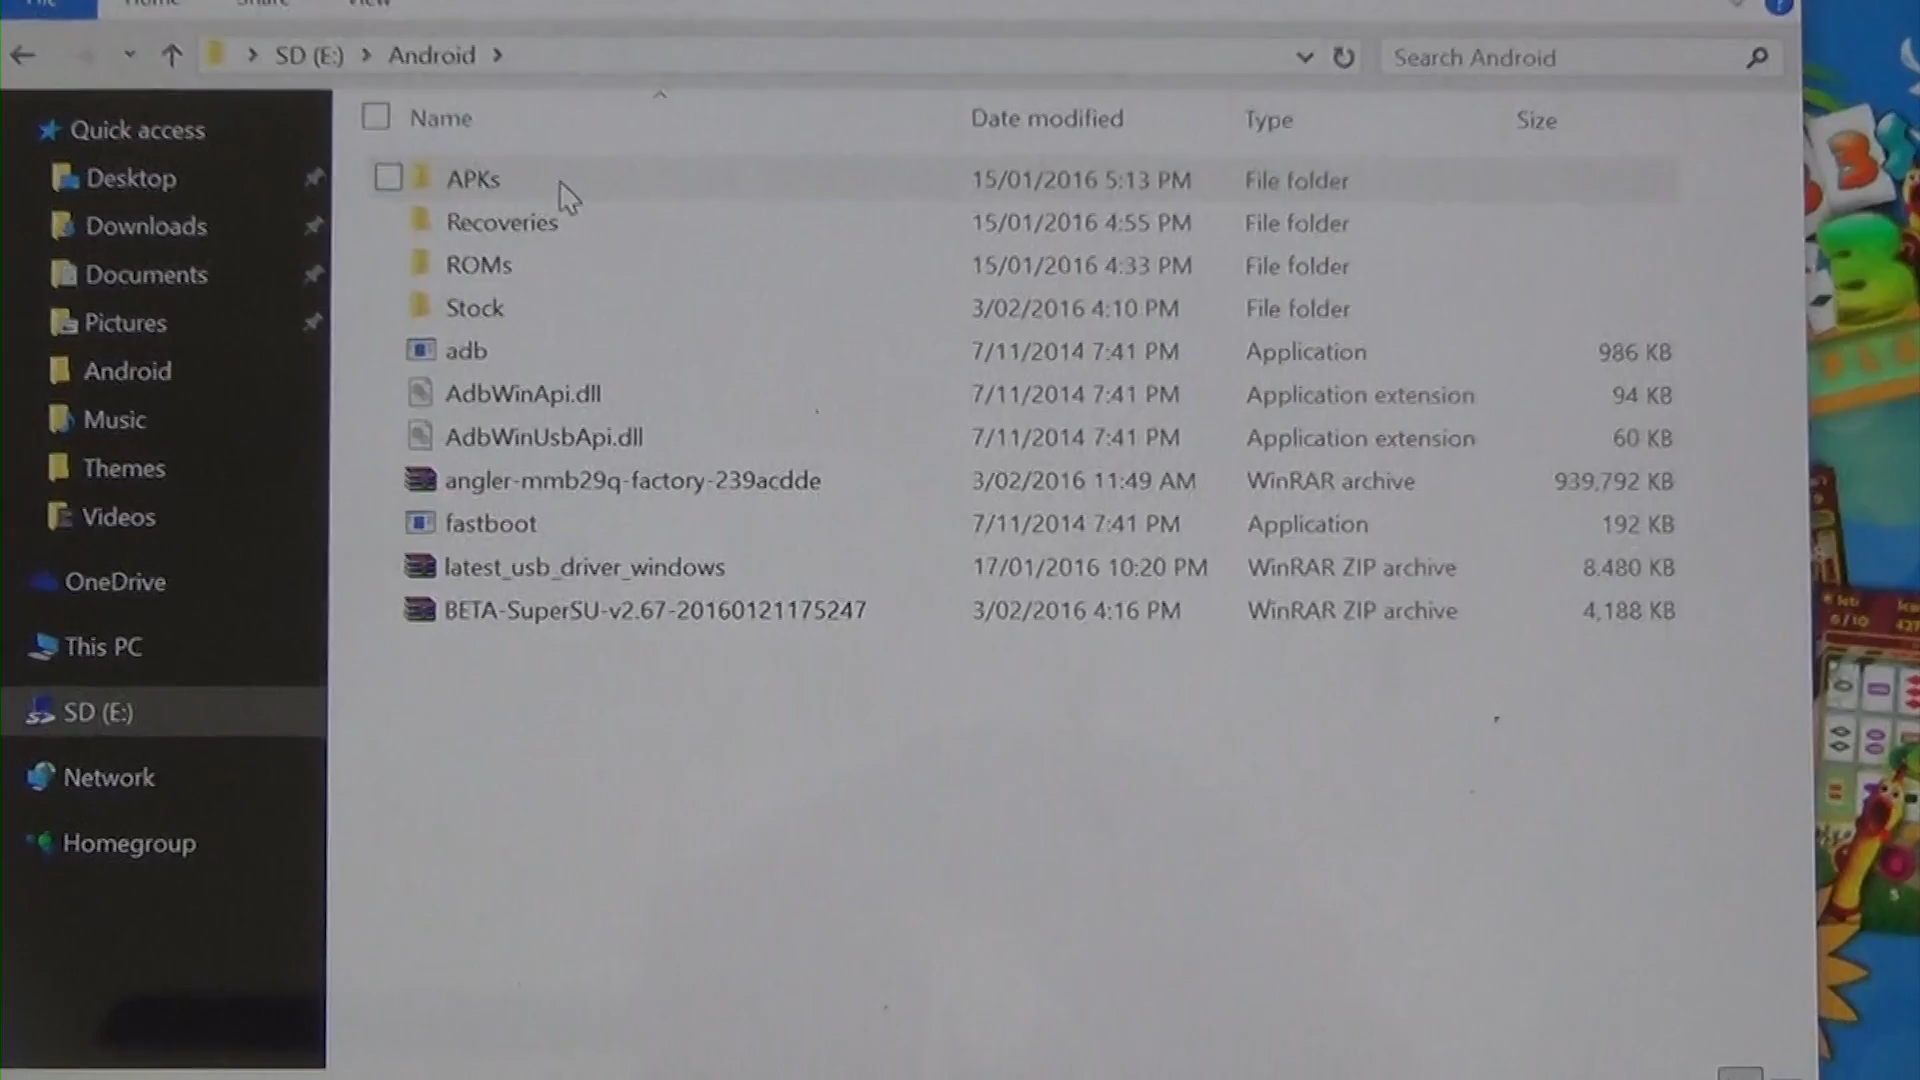 File Home Share View
SD (E:) Android Search Android
Name Date modified Type Size
Quick access
Desktop
Downloads
Documents
Pictures
Android
Music
Themes
Videos
OneDrive
This PC
SD (E:)
Network
Homegroup
APKs 15/01/2016 5:13 PM File folder
Recoveries 15/01/2016 4:55 PM File folder
ROMs 15/01/2016 4:33 PM File folder
Stock 3/02/2016 4:10 PM File folder
adb 7/11/2014 7:41 PM Application 986 KB
AdbWinApi.dll 7/11/2014 7:41 PM Application extension 94 KB
AdbWinUsbApi.dll 7/11/2014 7:41 PM Application extension 60 KB
angler-mmb29q-factory-239acdde 3/02/2016 11:49 AM WinRAR archive 939,792 KB
fastboot 7/11/2014 7:41 PM Application 192 KB
latest_usb_driver_windows 17/01/2016 10:20 PM WinRAR ZIP archive 8,480 KB
BETA-SuperSU-v2.67-20160121175247 3/02/2016 4:16 PM WinRAR ZIP archive 4,188 KB